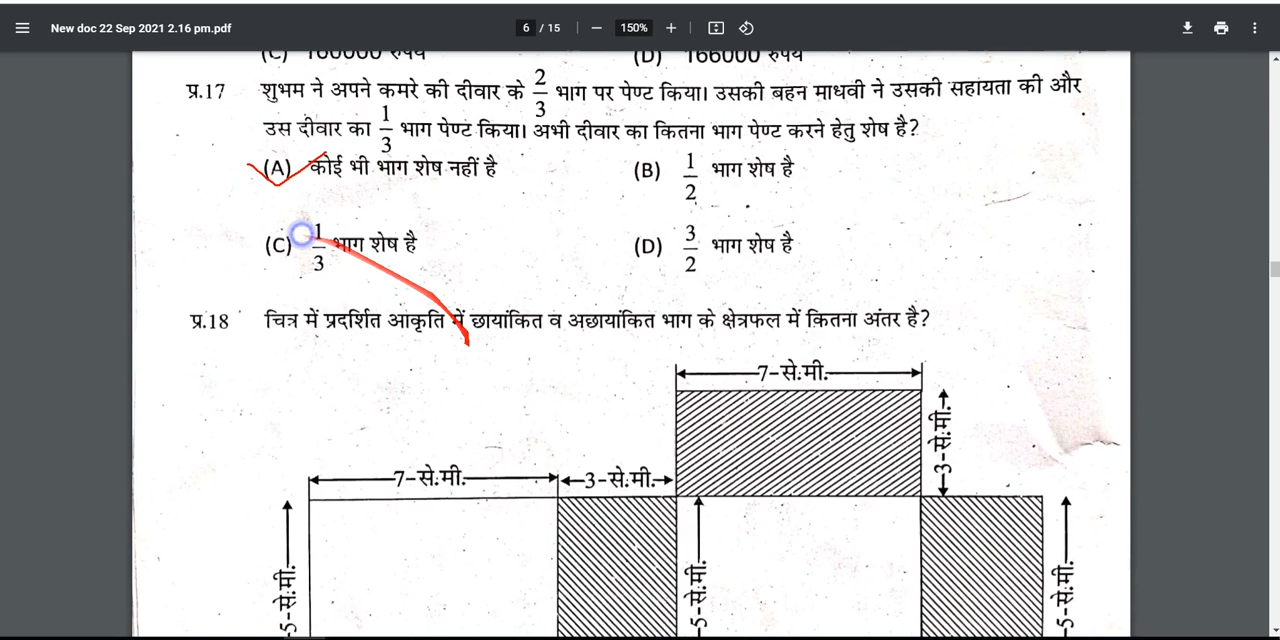 New doc 22 Sep 2021 2.16 pm.pdf
6 / 15
150%
(C) 160000 रुपये
(D) 166000 रुपये
प्र.17 शुभम ने अपने कमरे की दीवार के 2/3 भाग पर पेण्ट किया। उसकी बहन माधवी ने उसकी सहायता की और
उस दीवार का 1/3 भाग पेण्ट किया। अभी दीवार का कितना भाग पेण्ट करने हेतु शेष है?
(A) कोई भी भाग शेष नहीं है
(B) 1/2 भाग शेष है
(C) 1/3 भाग शेष है
(D) 3/2 भाग शेष है
प्र.18 चित्र में प्रदर्शित आकृति में छायांकित व अछायांकित भाग के क्षेत्रफल में कितना अंतर है?
7-से.मी.
3-से.मी.
7-से.मी.
3-से.मी.
5-से.मी.
5-से.मी.
5-से.मी.